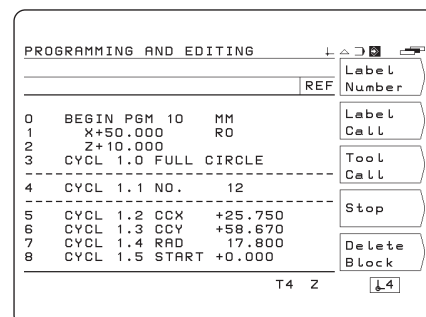 PROGRAMMING AND EDITING
REF
0 BEGIN PGM 10 MM
1 X+50.000 R0
2 Z+10.000
3 CYCL 1.0 FULL CIRCLE
4 CYCL 1.1 NO. 12
5 CYCL 1.2 CCX +25.750
6 CYCL 1.3 CCY +58.670
7 CYCL 1.4 RAD 17.800
8 CYCL 1.5 START +0.000
T4 Z
Label
Number
Label
Call
Tool
Call
Stop
Delete
Block
4